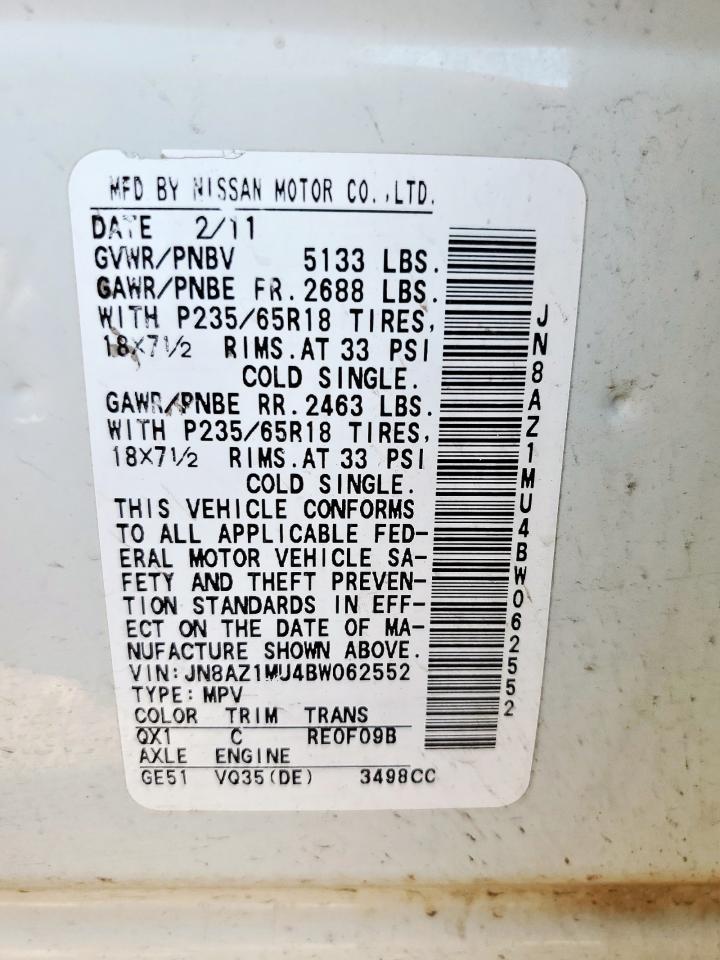 MFD BY NISSAN MOTOR CO.,LTD.
DATE 2/11
GVWR/PNBV 5133 LBS.
GAWR/PNBE FR.2688 LBS.
WITH P235/65R18 TIRES,
18X7 1/2 RIMS.AT 33 PSI
COLD SINGLE.
GAWR/PNBE RR.2463 LBS.
WITH P235/65R18 TIRES,
18X7 1/2 RIMS.AT 33 PSI
COLD SINGLE.
THIS VEHICLE CONFORMS
TO ALL APPLICABLE FED-
ERAL MOTOR VEHICLE SA-
FETY AND THEFT PREVEN-
TION STANDARDS IN EFF-
ECT ON THE DATE OF MA-
NUFACTURE SHOWN ABOVE.
VIN:JN8AZ1MU4BW062552
TYPE:MPV
COLOR TRIM TRANS
QX1 C RE0F09B
AXLE ENGINE
GE51 VQ35(DE) 3498CC
JN8AZ1MU4BW062552